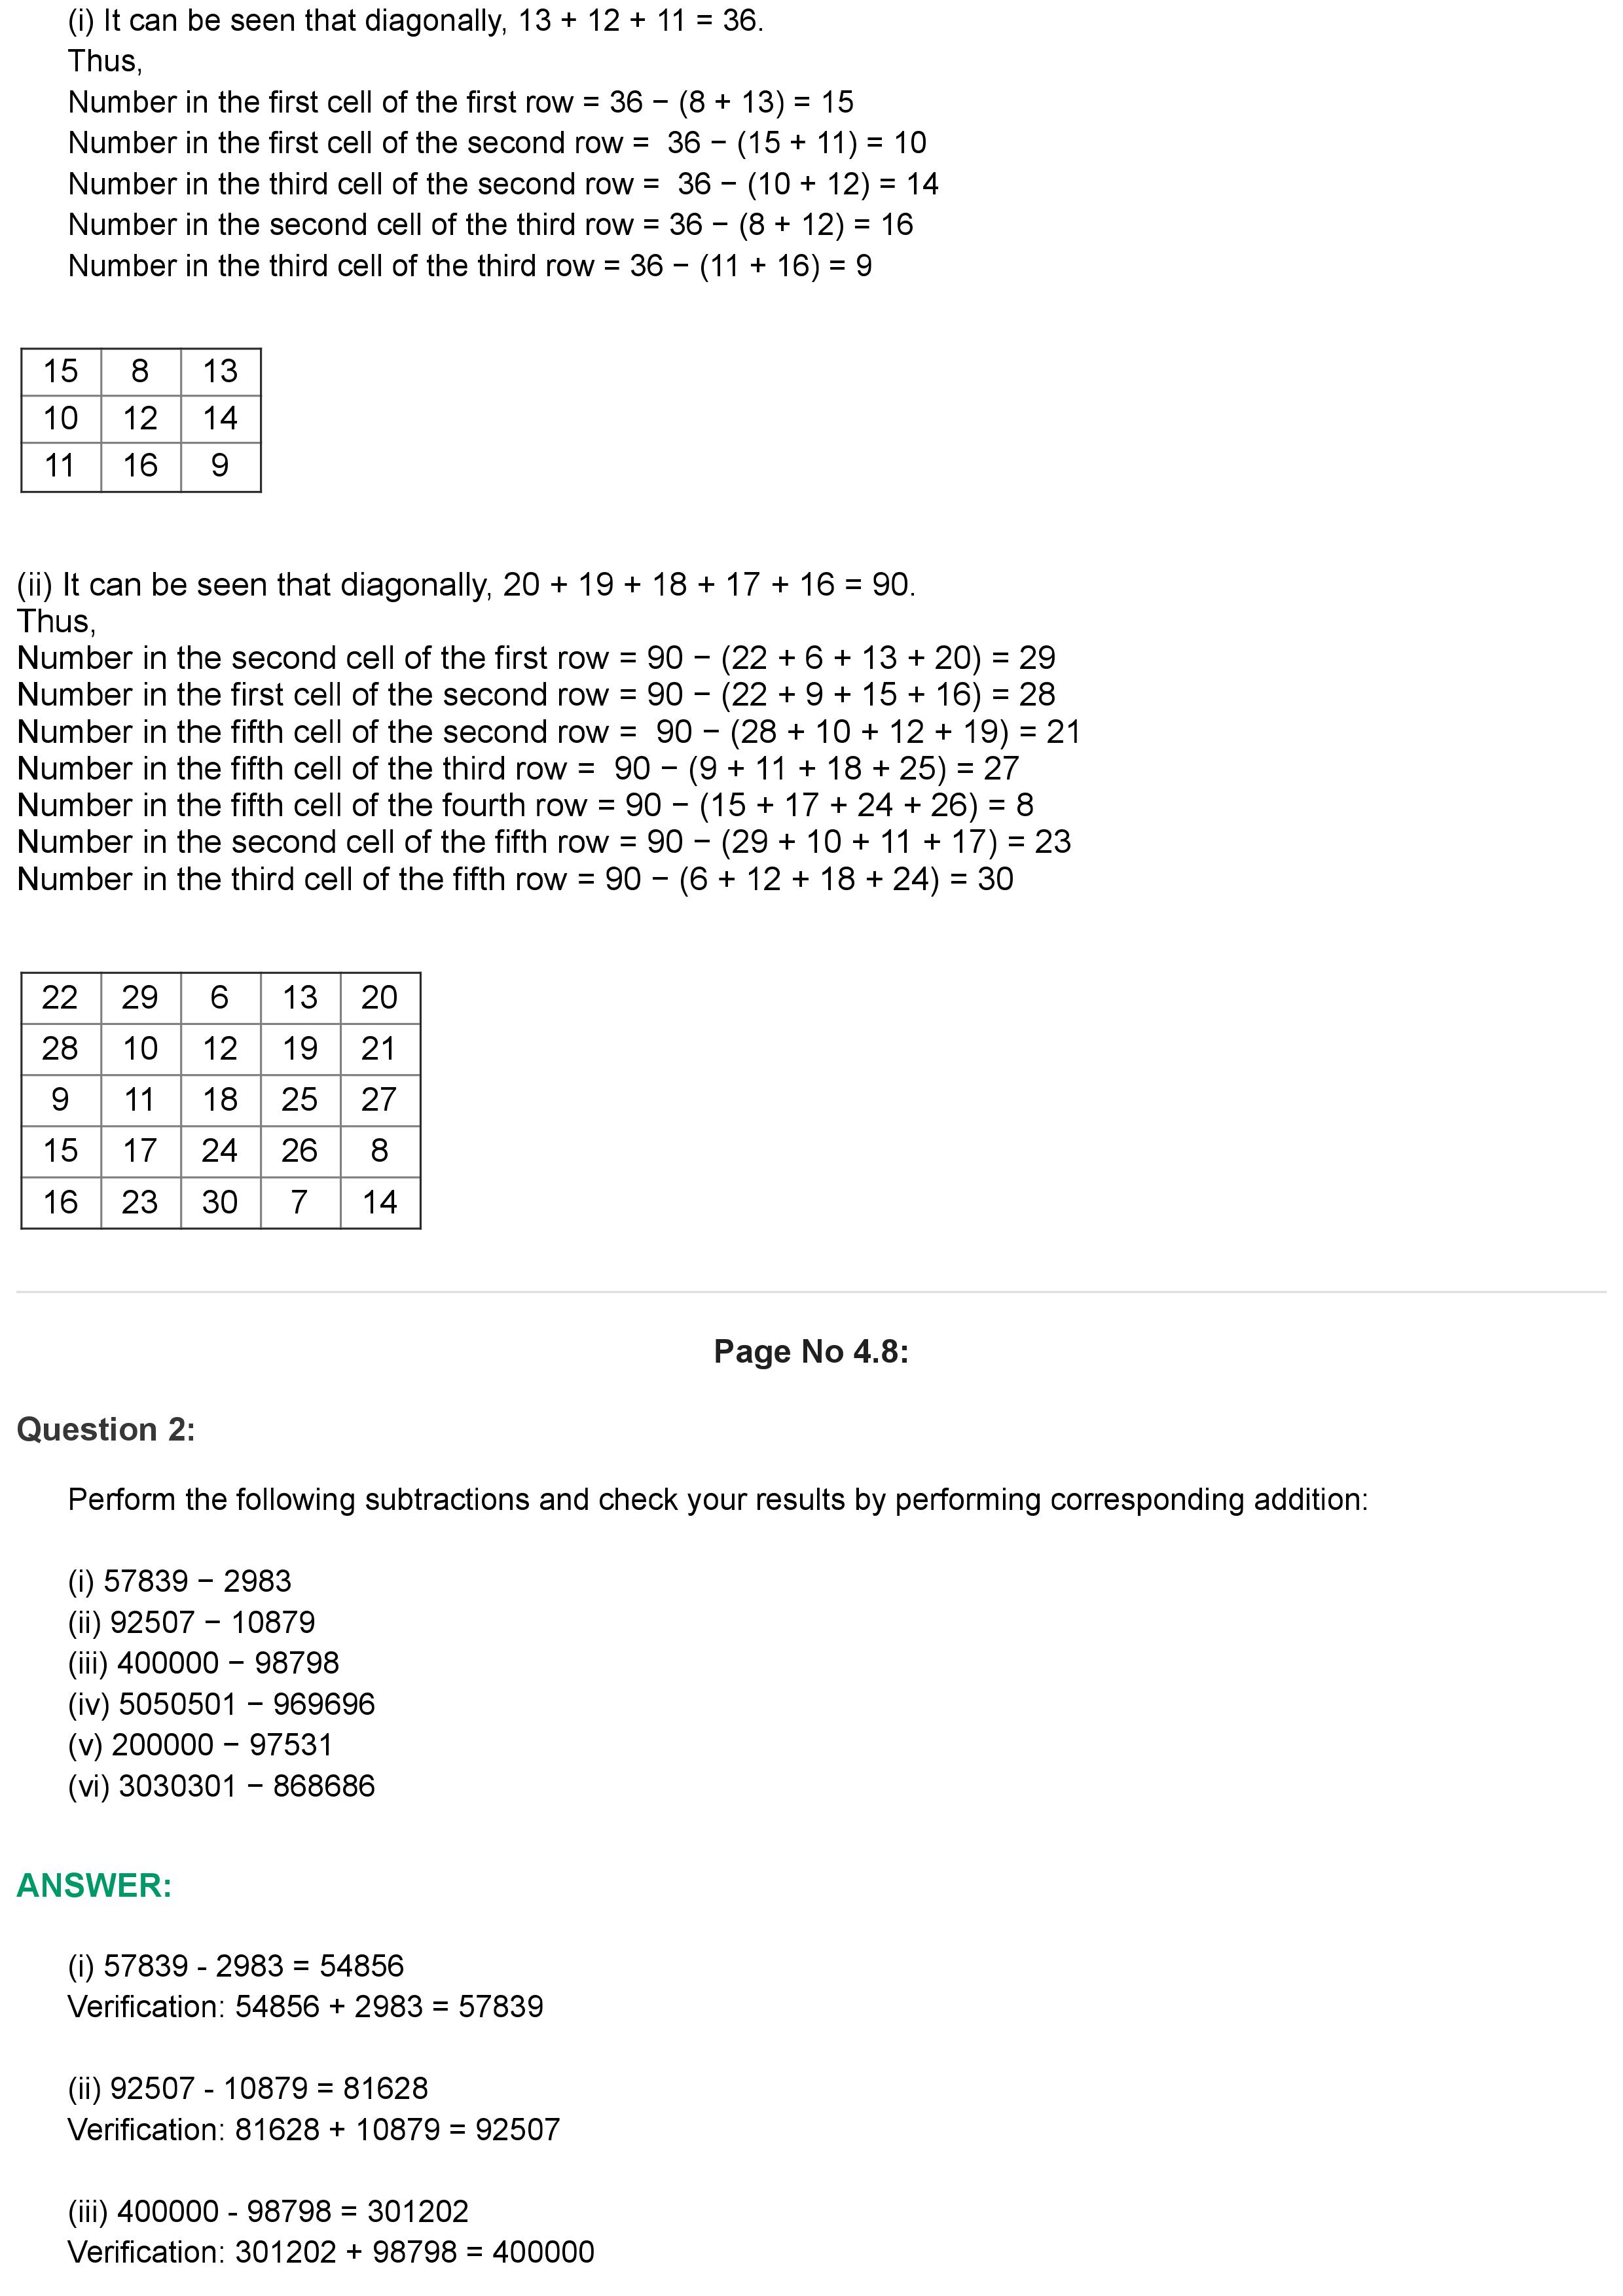 (i) It can be seen that diagonally, 13 + 12 + 11 = 36.
Thus,
Number in the first cell of the first row = 36 − (8 + 13) = 15
Number in the first cell of the second row =  36 − (15 + 11) = 10
Number in the third cell of the second row =  36 − (10 + 12) = 14
Number in the second cell of the third row = 36 − (8 + 12) = 16
Number in the third cell of the third row = 36 − (11 + 16) = 9
15 8 13
10 12 14
11 16 9
(ii) It can be seen that diagonally, 20 + 19 + 18 + 17 + 16 = 90.
Thus,
Number in the second cell of the first row = 90 − (22 + 6 + 13 + 20) = 29
Number in the first cell of the second row = 90 − (22 + 9 + 15 + 16) = 28
Number in the fifth cell of the second row =  90 − (28 + 10 + 12 + 19) = 21
Number in the fifth cell of the third row =  90 − (9 + 11 + 18 + 25) = 27
Number in the fifth cell of the fourth row = 90 − (15 + 17 + 24 + 26) = 8
Number in the second cell of the fifth row = 90 − (29 + 10 + 11 + 17) = 23
Number in the third cell of the fifth row = 90 − (6 + 12 + 18 + 24) = 30
22 29 6 13 20
28 10 12 19 21
9 11 18 25 27
15 17 24 26 8
16 23 30 7 14
Page No 4.8:
Question 2:
Perform the following subtractions and check your results by performing corresponding addition:
(i) 57839 − 2983
(ii) 92507 − 10879
(iii) 400000 − 98798
(iv) 5050501 − 969696
(v) 200000 − 97531
(vi) 3030301 − 868686
ANSWER:
(i) 57839 - 2983 = 54856
Verification: 54856 + 2983 = 57839
(ii) 92507 - 10879 = 81628
Verification: 81628 + 10879 = 92507
(iii) 400000 - 98798 = 301202
Verification: 301202 + 98798 = 400000